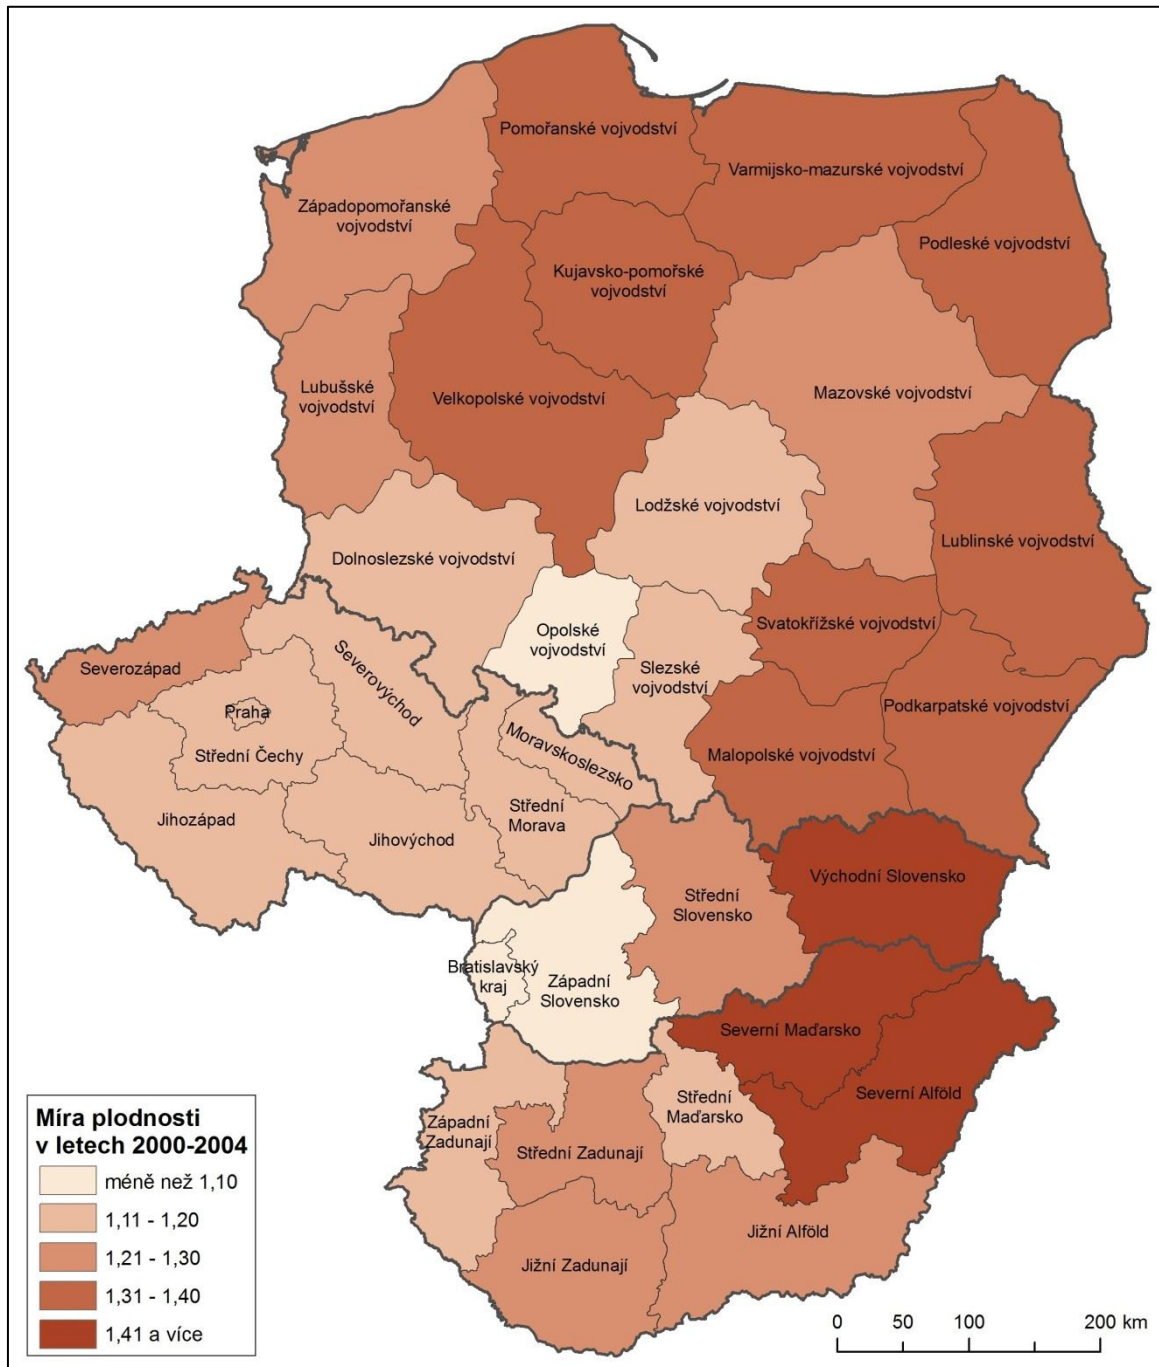 Pomořanské vojvodství
Varmijsko-mazurské vojvodství
Západopomořanské
vojvodství
Podleské vojvodství
Kujavsko-pomořské
vojvodství
Lubušské
vojvodství
Velkopolské vojvodství
Mazovské vojvodství
Lodžské vojvodství
Lublinské vojvodství
Dolnoslezské vojvodství
Opolské
vojvodství
Svatokřížské vojvodství
Slezské
vojvodství
Severozápad
Severovýchod
Podkarpatské vojvodství
Praha
Střední Čechy
Moravskoslezsko
Malopolské vojvodství
Jihozápad
Jihovýchod
Střední
Morava
Východní Slovensko
Střední
Slovensko
Bratislavský
kraj
Západní
Slovensko
Severní Maďarsko
Severní Alföld
Střední
Maďarsko
Západní
Zadunají
Střední Zadunají
Jižní Alföld
Jižní Zadunají
Míra plodnosti
v letech 2000-2004
méně než 1,10
1,11 - 1,20
1,21 - 1,30
1,31 - 1,40
1,41 a více
0 50 100 200 km